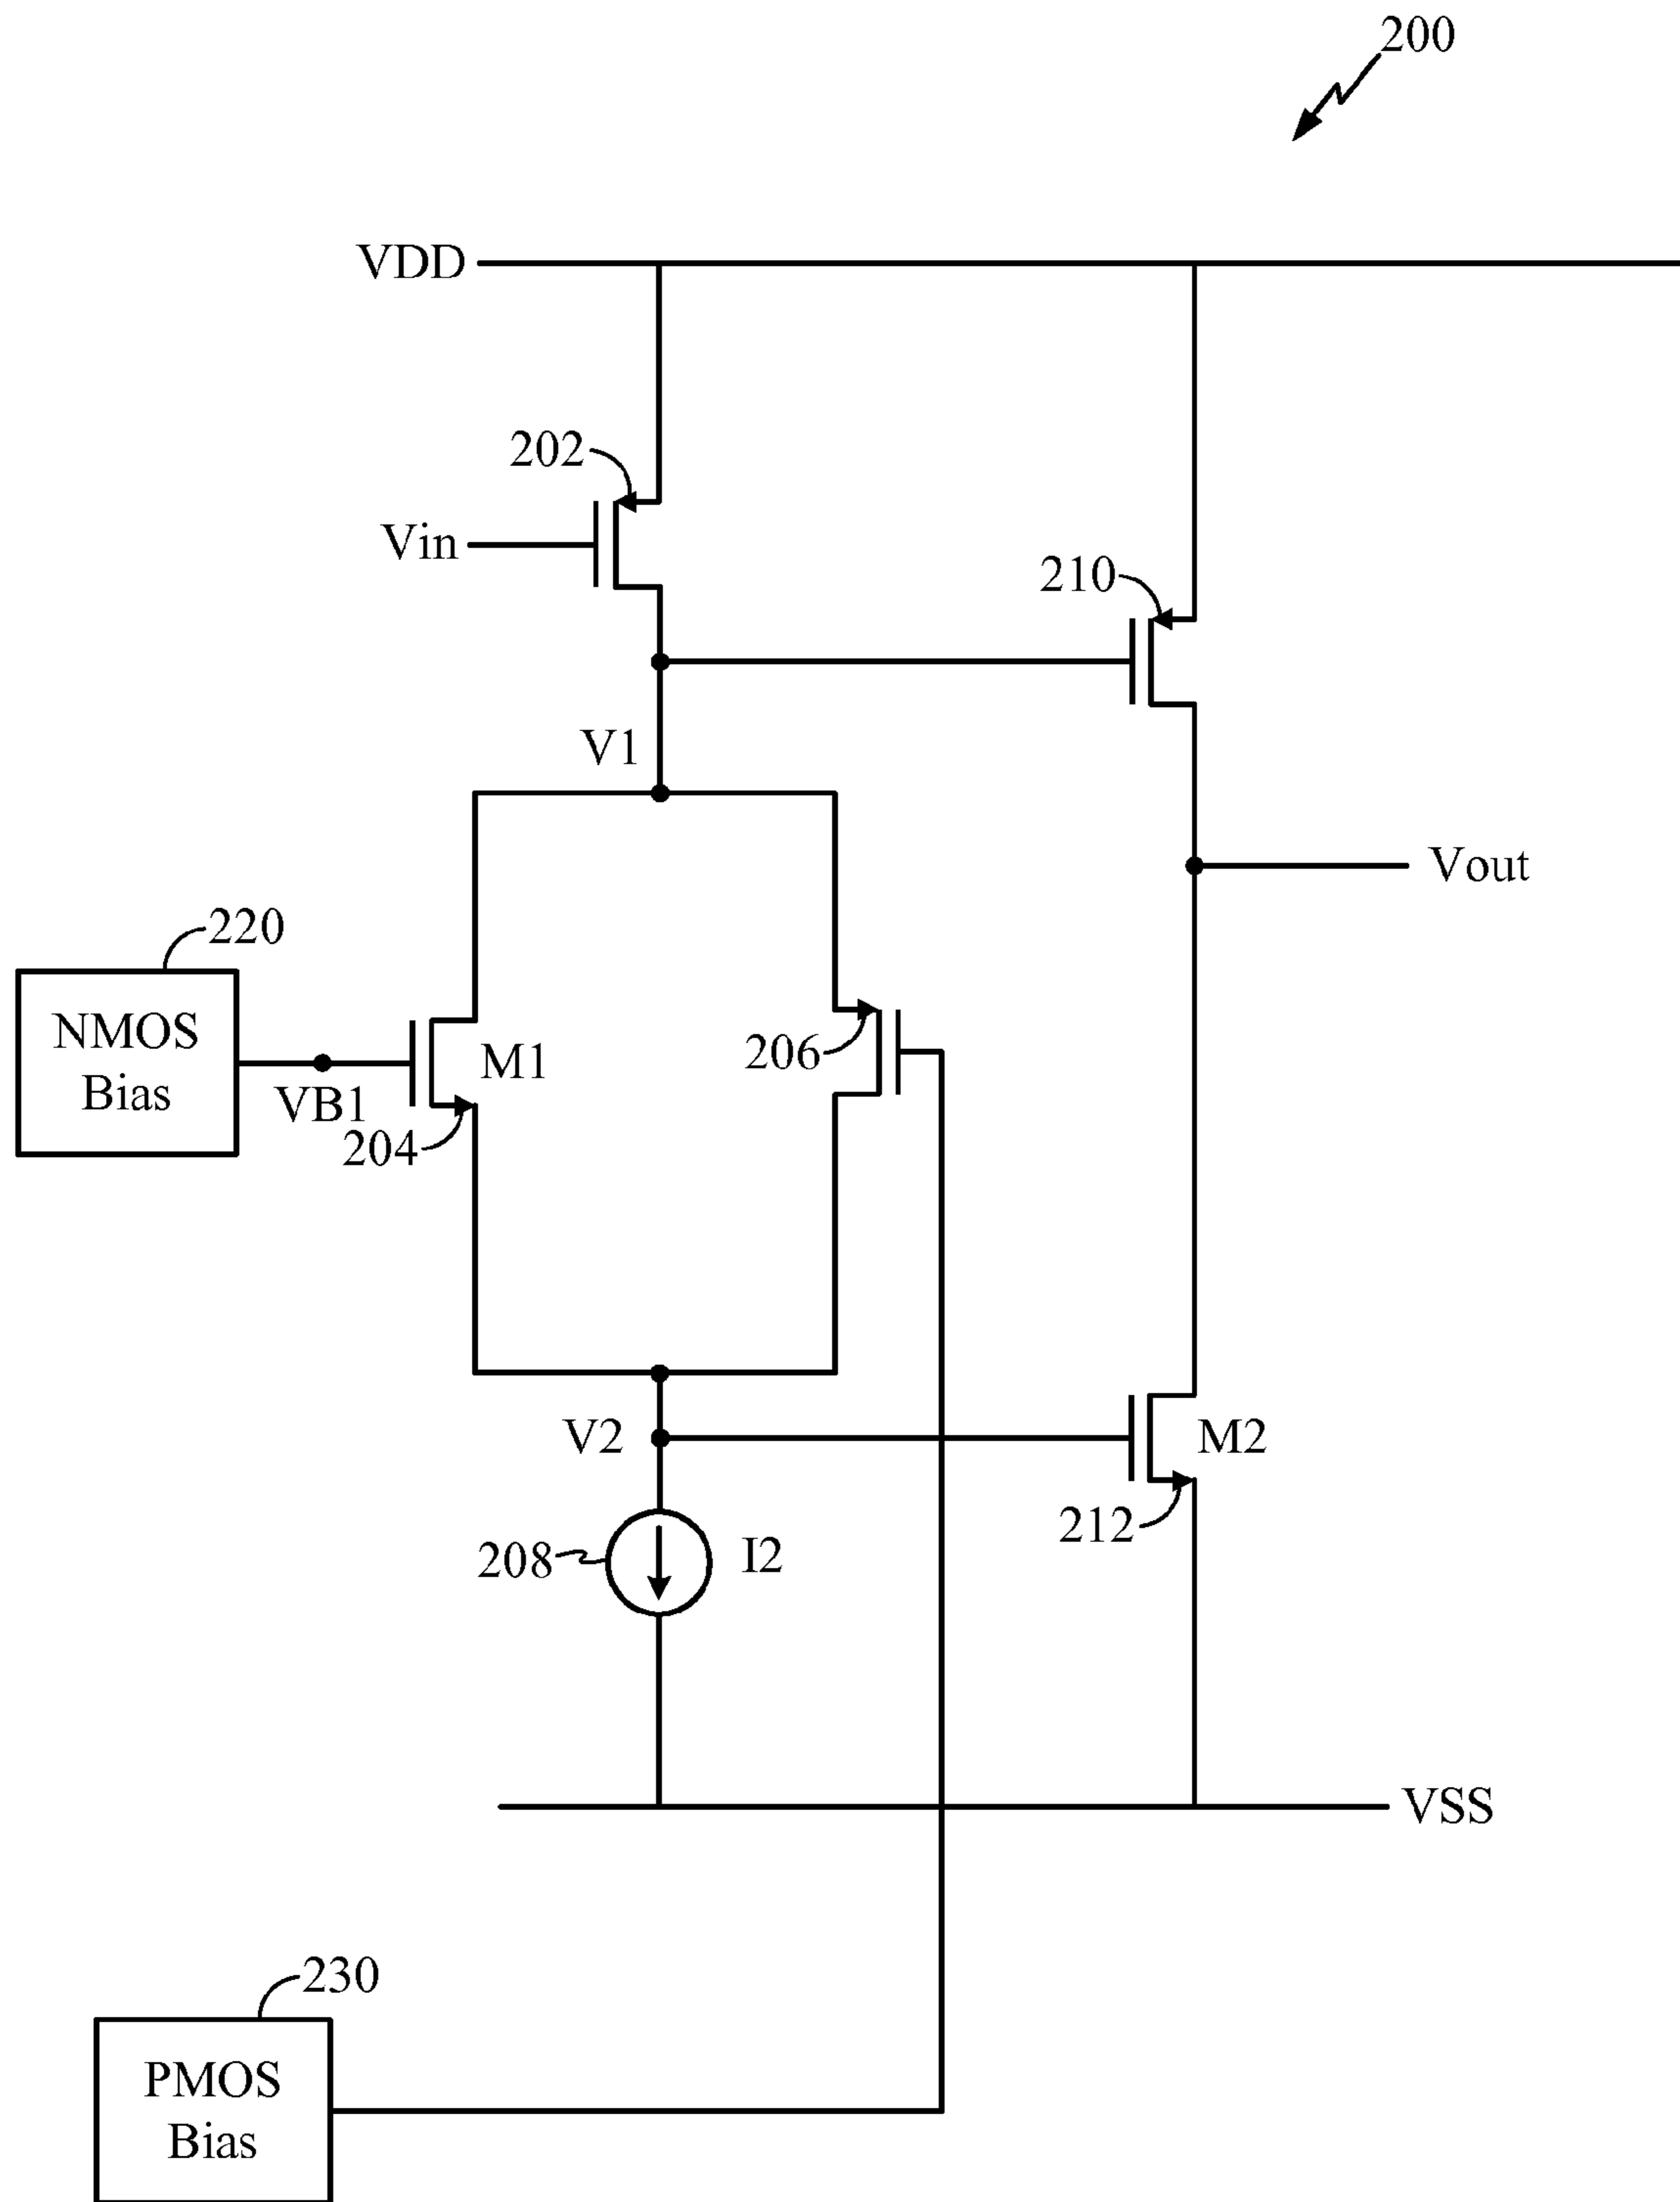 200
VDD
202
Vin
210
V1
Vout
220
NMOS
Bias
VB1
M1
204
206
V2
M2
212
208
I2
VSS
230
PMOS
Bias